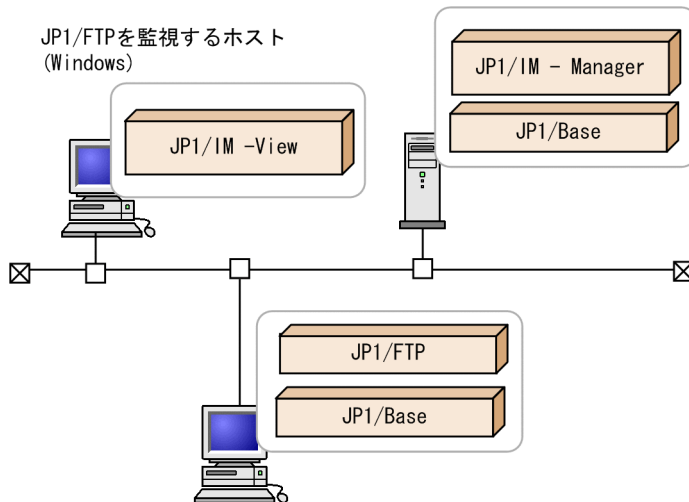 JP1/FTPを監視するホスト
(Windows)
JP1/IM - Manager
JP1/Base
JP1/IM -View
JP1/FTP
JP1/Base